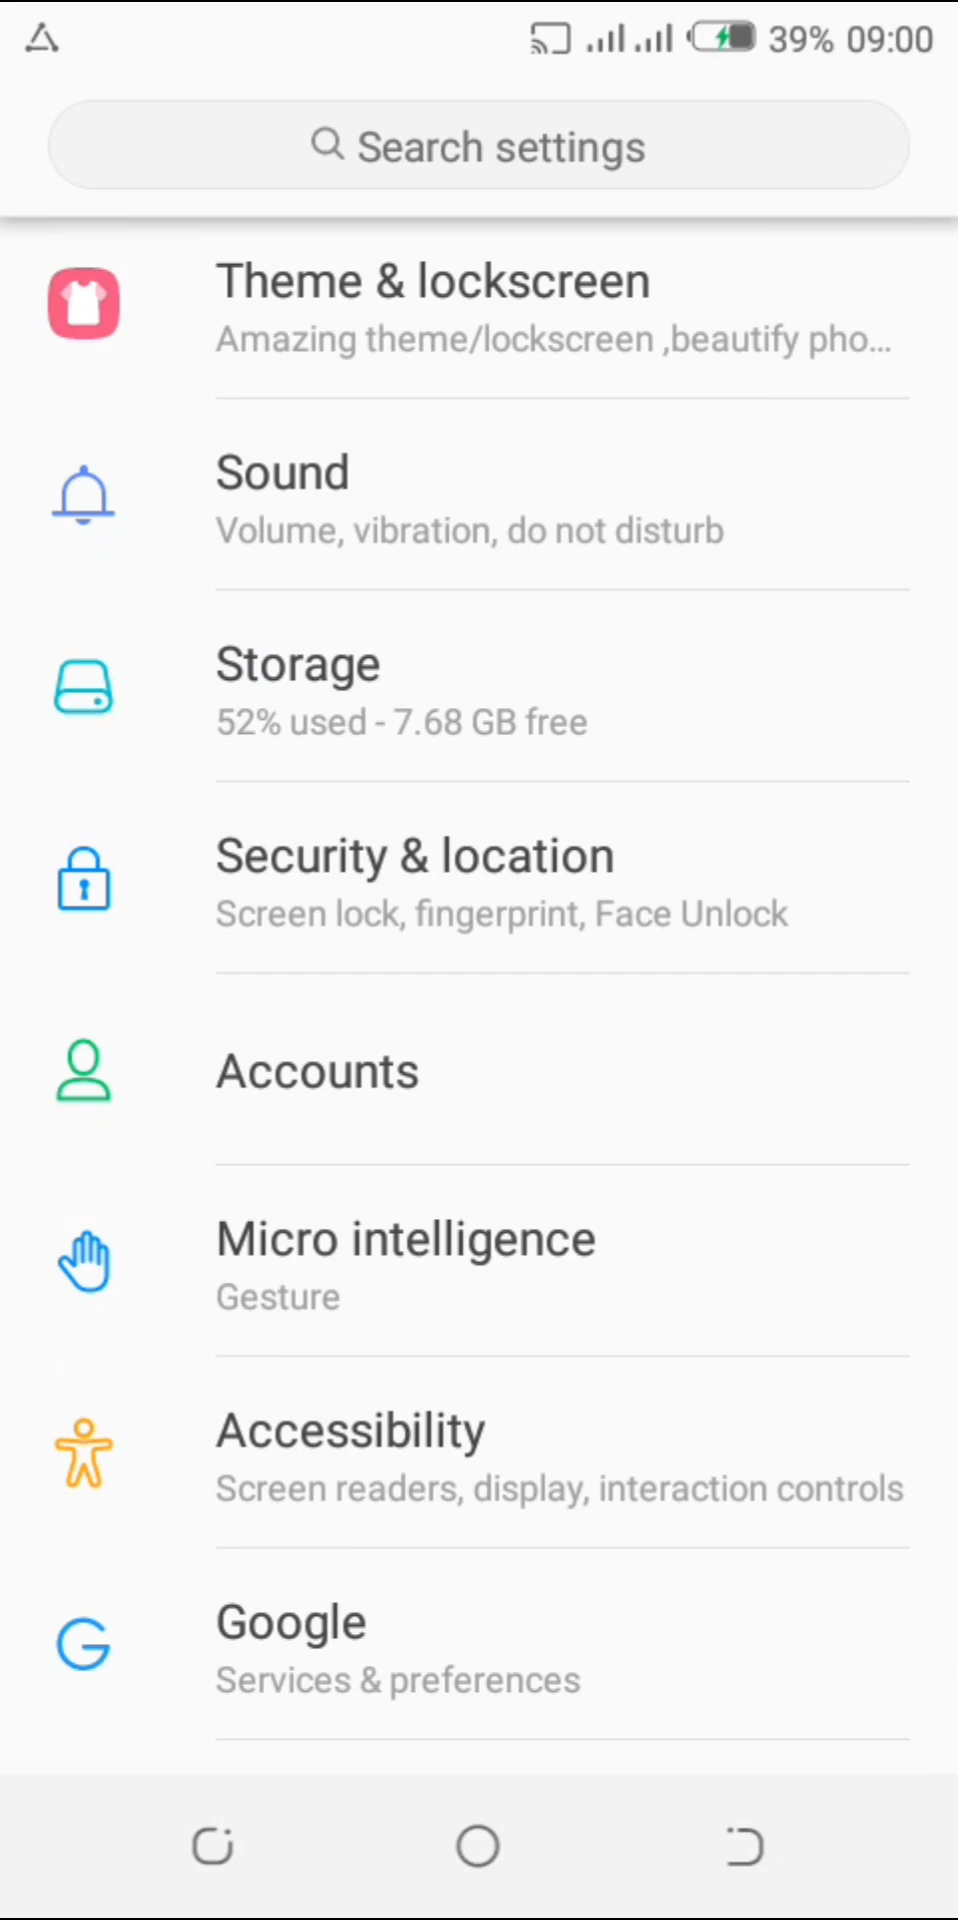 39% 09:00
Search settings
Theme & lockscreen
Amazing theme/lockscreen ,beautify pho...
Sound
Volume, vibration, do not disturb
Storage
52% used - 7.68 GB free
Security & location
Screen lock, fingerprint, Face Unlock
Accounts
Micro intelligence
Gesture
Accessibility
Screen readers, display, interaction controls
Google
Services & preferences